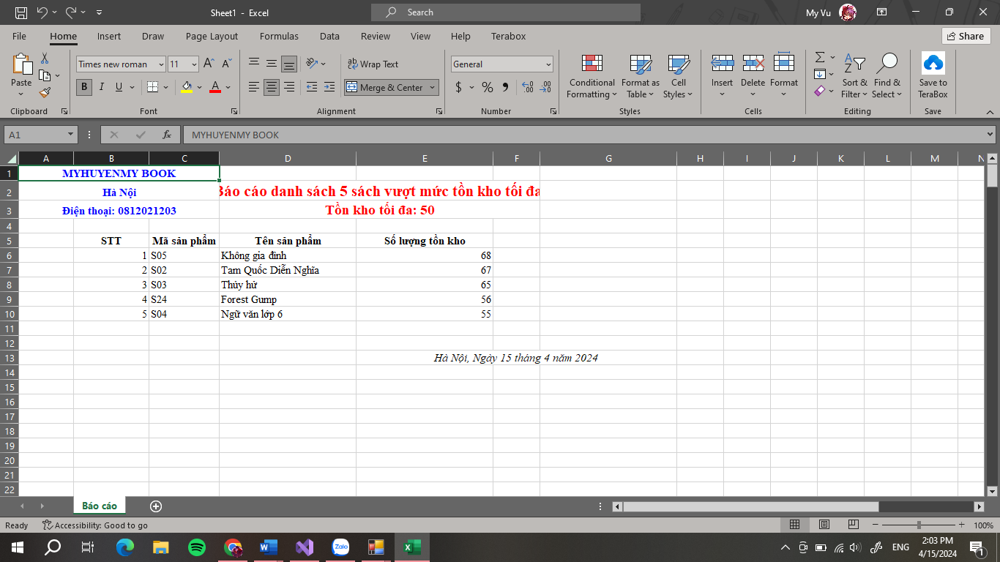 Sheet1 - Excel
Search
My Vu
File Home Insert Draw Page Layout Formulas Data Review View Help Terabox
Share
Paste
Times new roman 11
B I U
Wrap Text
Merge & Center
General
Conditional Formatting
Format as Table
Cell Styles
Insert
Delete
Format
Sort & Filter
Find & Select
Save to TeraBox
Clipboard Font Alignment Number Styles Cells Editing Save
A1 fx MYHUYENMY BOOK
A B C D E F G H I J K L M N
1 MYHUYENMY BOOK
2 Hà Nội Báo cáo danh sách 5 sách vượt mức tồn kho tối đa
3 Điện thoại: 0812021203 Tồn kho tối đa: 50
4
5 STT Mã sản phẩm Tên sản phẩm Số lượng tồn kho
6 1 S05 Không gia đình 68
7 2 S02 Tam Quốc Diễn Nghĩa 67
8 3 S03 Thủy hử 65
9 4 S24 Forest Gump 56
10 5 S04 Ngữ văn lớp 6 55
11
12
13 Hà Nội, Ngày 15 tháng 4 năm 2024
14
15
16
17
18
19
20
21
22
Báo cáo
Ready Accessibility: Good to go 100%
Zalo
ENG
2:03 PM
4/15/2024
1